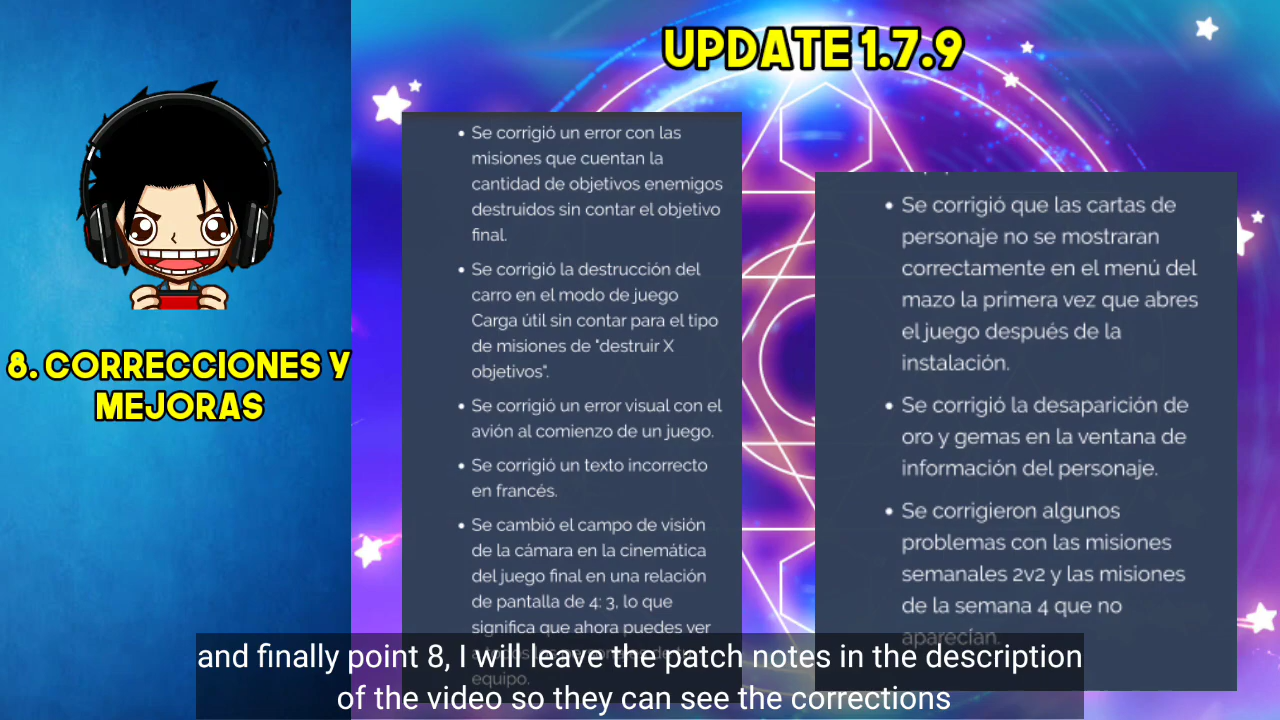 UPDATE 1.7.9
8. CORRECCIONES Y
MEJORAS
• Se corrigió un error con las
misiones que cuentan la
cantidad de objetivos enemigos
destruidos sin contar el objetivo
final.
• Se corrigió la destrucción del
carro en el modo de juego
Carga útil sin contar para el tipo
de misiones de "destruir X
objetivos".
• Se corrigió un error visual con el
avión al comienzo de un juego.
• Se corrigió un texto incorrecto
en francés.
• Se cambió el campo de visión
de la cámara en la cinemática
del juego final en una relación
de pantalla de 4: 3, lo que
significa que ahora puedes ver
equipo.
• Se corrigió que las cartas de
personaje no se mostraran
correctamente en el menú del
mazo la primera vez que abres
el juego después de la
instalación.
• Se corrigió la desaparición de
oro y gemas en la ventana de
información del personaje.
• Se corrigieron algunos
problemas con las misiones
semanales 2v2 y las misiones
de la semana 4 que no
aparecían.
and finally point 8, I will leave the patch notes in the description
of the video so they can see the corrections